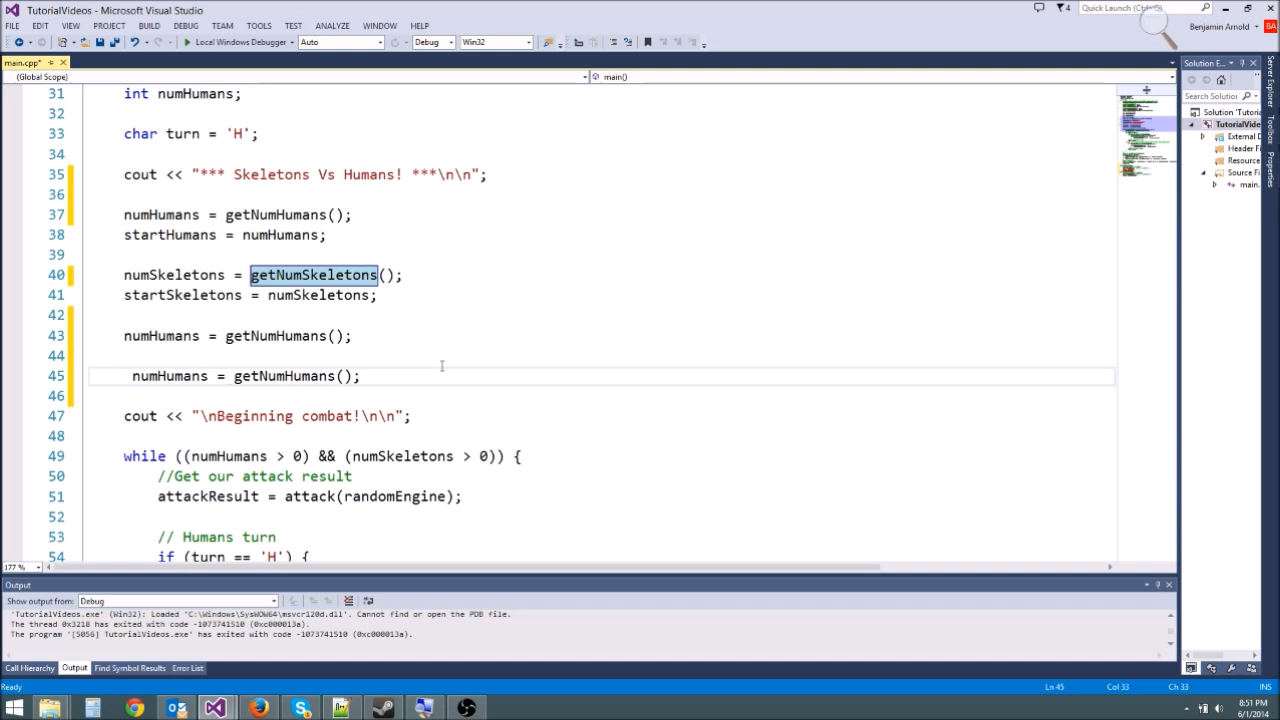 TutorialVideos - Microsoft Visual Studio
Quick Launch (Ctrl+Q)
4
FILE EDIT VIEW PROJECT BUILD DEBUG TEAM TOOLS TEST ANALYZE WINDOW HELP
Benjamin Arnold BA
Local Windows Debugger Auto Debug Win32
main.cpp*
(Global Scope) main()
Solution E...
Search Solutio
Solution 'Tutoria
TutorialVide
External D
Header F
Resource
Source Fi
main.
Server Explorer
Toolbox
Properties
31 int numHumans;
32
33 char turn = 'H';
34
35 cout << "*** Skeletons Vs Humans! ***\n\n";
36
37 numHumans = getNumHumans();
38 startHumans = numHumans;
39
40 numSkeletons = getNumSkeletons();
41 startSkeletons = numSkeletons;
42
43 numHumans = getNumHumans();
44
45 numHumans = getNumHumans();
46
47 cout << "\nBeginning combat!\n\n";
48
49 while ((numHumans > 0) && (numSkeletons > 0)) {
50 //Get our attack result
51 attackResult = attack(randomEngine);
52
53 // Humans turn
54 if (turn == 'H') {
177 %
Output
Show output from: Debug
'TutorialVideos.exe' (Win32): Loaded 'C:\Windows\SysWOW64\msvcr120d.dll'. Cannot find or open the PDB file.
The thread 0x3218 has exited with code -1073741510 (0xc000013a).
The program '[5056] TutorialVideos.exe' has exited with code -1073741510 (0xc000013a).
Call Hierarchy Output Find Symbol Results Error List
Ready Ln 45 Col 33 Ch 33 INS
8:51 PM
6/1/2014